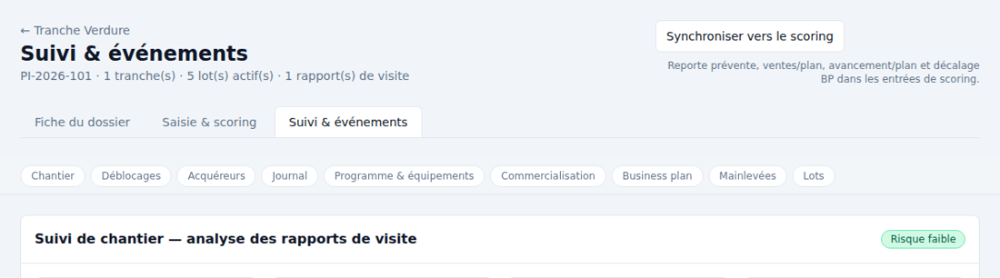 ← Tranche Verdure
Suivi & événements
PI-2026-101 · 1 tranche(s) · 5 lot(s) actif(s) · 1 rapport(s) de visite
Synchroniser vers le scoring
Reporte prévente, ventes/plan, avancement/plan et décalage
BP dans les entrées de scoring.
Fiche du dossier
Saisie & scoring
Suivi & événements
Chantier
Déblocages
Acquéreurs
Journal
Programme & équipements
Commercialisation
Business plan
Mainlevées
Lots
Suivi de chantier — analyse des rapports de visite
Risque faible